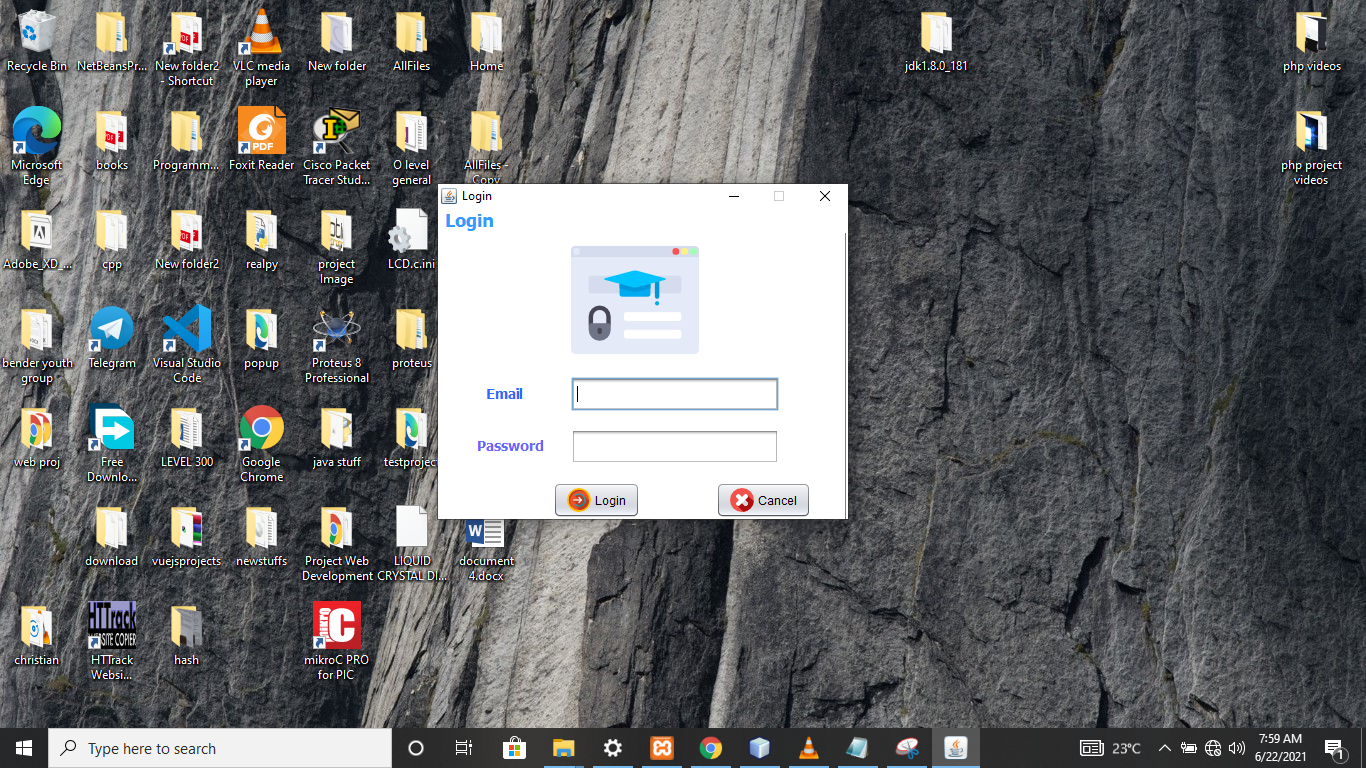 Recycle Bin
NetBeansPr...
New folder2
- Shortcut
VLC media
player
New folder
AllFiles
Home
jdk1.8.0_181
php videos
Microsoft
Edge
books
Programm...
Foxit Reader
PDF
Cisco Packet
Tracer Stud...
O level
general
AllFiles -
Copy
php project
videos
Adobe_XD_...
cpp
New folder2
realpy
project
Image
LCD.c.ini
bender youth
group
Telegram
Visual Studio
Code
popup
Proteus 8
Professional
proteus
web proj
Free
Downlo...
LEVEL 300
Google
Chrome
java stuff
testproject
download
vuejsprojects
newstuffs
Project Web
Development
LIQUID
CRYSTAL DI...
document
4.docx
christian
HTTrack
WEBSITE COPIER
HTTrack
Websi...
hash
mikro
C
mikroC PRO
for PIC
Login
Login
Email
Password
Login
Cancel
Type here to search
23°C
7:59 AM
6/22/2021
1